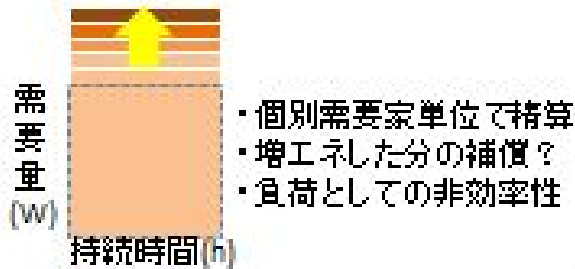 需要量
(W)
・個別需要家単位で精算
・増エネした分の補償？
・負荷としての非効率性
持続時間(h)